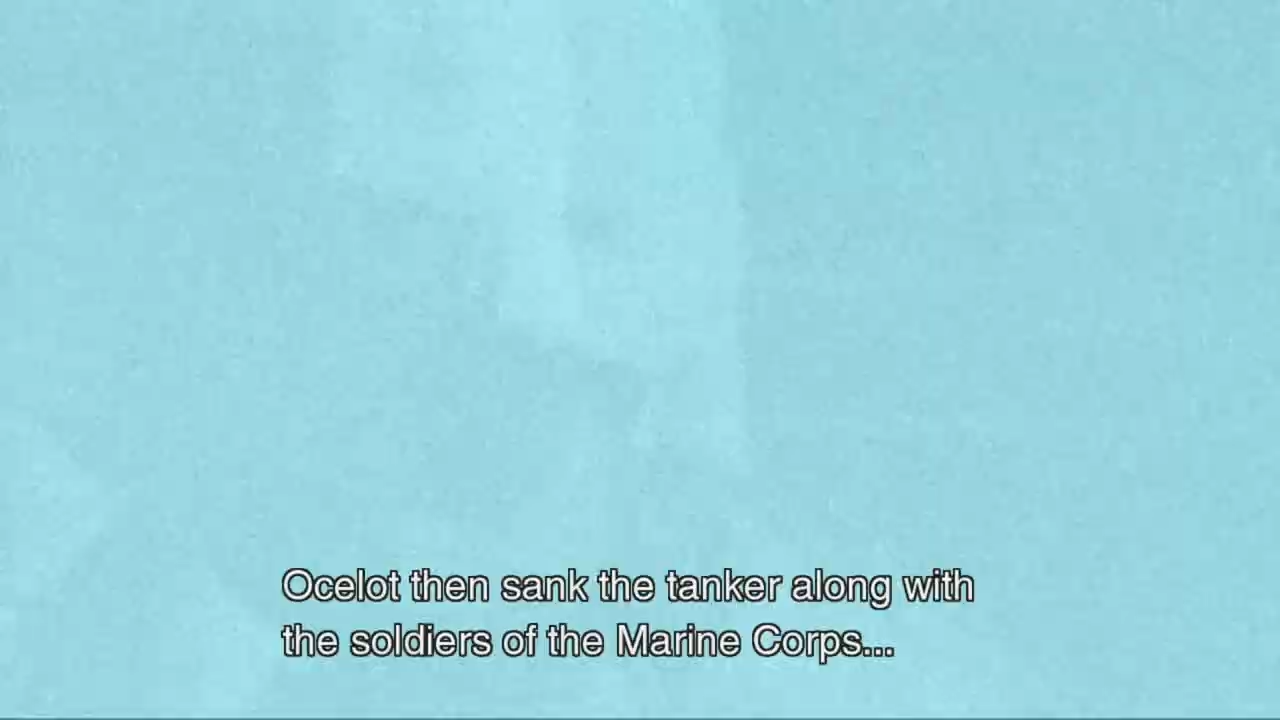 Ocelot then sank the tanker along with
the soldiers of the Marine Corps...